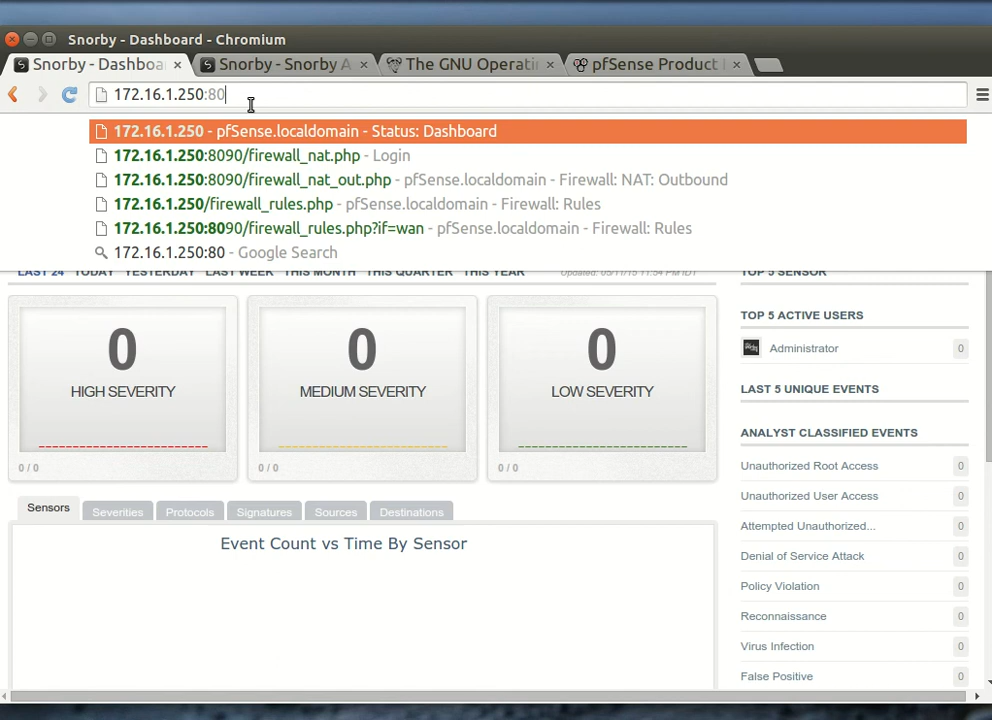 Snorby - Dashboard - Chromium
Snorby - Dashboa
Snorby - Snorby A
The GNU Operati
pfSense Product
172.16.1.250:80
172.16.1.250 - pfSense.localdomain - Status: Dashboard
172.16.1.250:8090/firewall_nat.php - Login
172.16.1.250:8090/firewall_nat_out.php - pfSense.localdomain - Firewall: NAT: Outbound
172.16.1.250/firewall_rules.php - pfSense.localdomain - Firewall: Rules
172.16.1.250:8090/firewall_rules.php?if=wan - pfSense.localdomain - Firewall: Rules
172.16.1.250:80 - Google Search
LAST 24 TODAY YESTERDAY LAST WEEK THIS MONTH THIS QUARTER THIS YEAR
TOP 5 SENSOR
0
HIGH SEVERITY
0 / 0
0
MEDIUM SEVERITY
0 / 0
0
LOW SEVERITY
0 / 0
TOP 5 ACTIVE USERS
Administrator 0
LAST 5 UNIQUE EVENTS
ANALYST CLASSIFIED EVENTS
Unauthorized Root Access 0
Unauthorized User Access 0
Attempted Unauthorized... 0
Denial of Service Attack 0
Policy Violation 0
Reconnaissance 0
Virus Infection 0
False Positive 0
Sensors Severities Protocols Signatures Sources Destinations
Event Count vs Time By Sensor